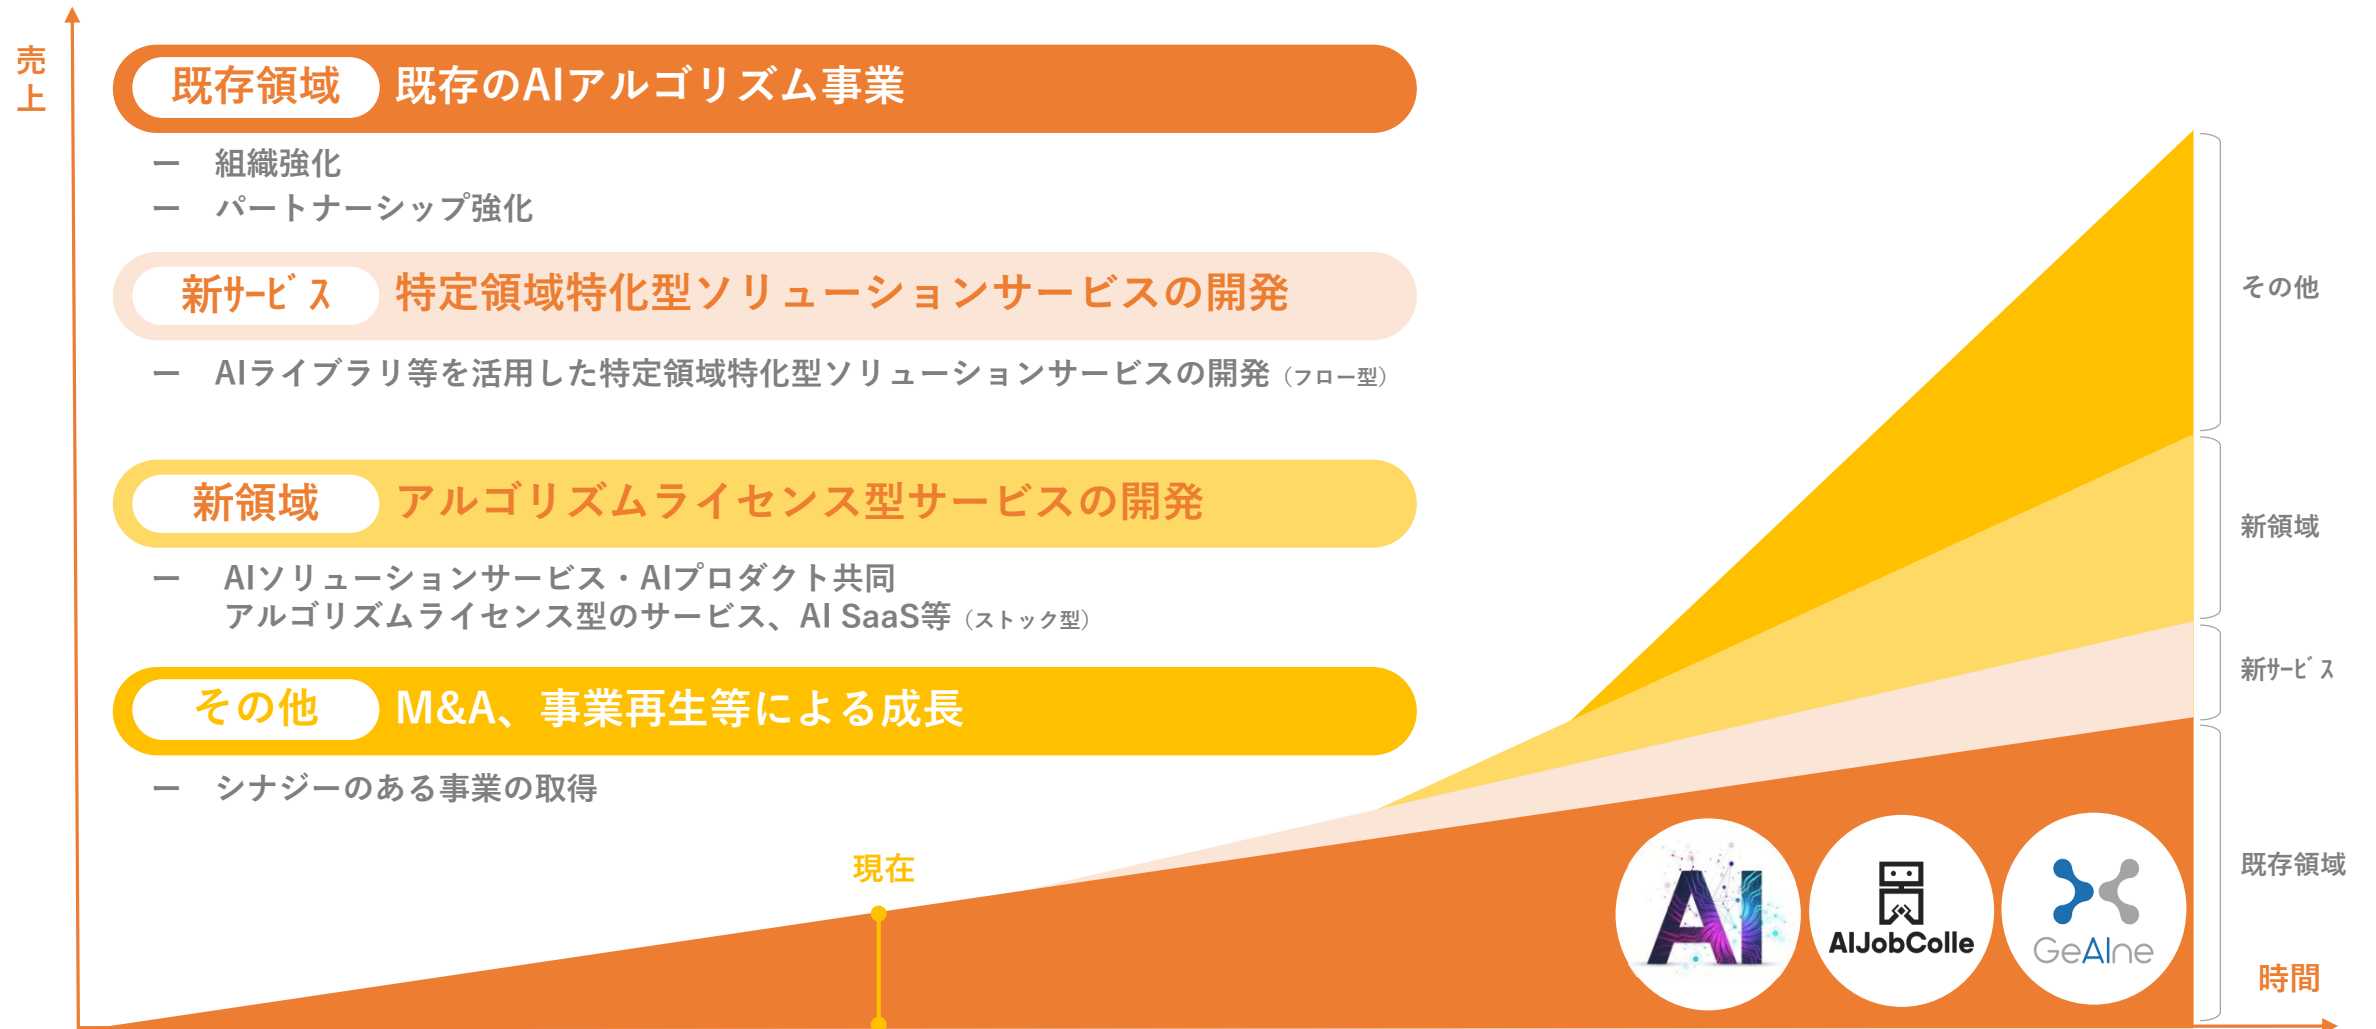 売上
既存領域 既存のAIアルゴリズム事業
ー 組織強化
ー パートナーシップ強化
新ｻｰﾋﾞｽ 特定領域特化型ソリューションサービスの開発
ー AIライブラリ等を活用した特定領域特化型ソリューションサービスの開発（フロー型）
新領域 アルゴリズムライセンス型サービスの開発
ー AIソリューションサービス・AIプロダクト共同
アルゴリズムライセンス型のサービス、AI SaaS等（ストック型）
その他 M&A、事業再生等による成長
ー シナジーのある事業の取得
現在
その他
新領域
新ｻｰﾋﾞｽ
既存領域
AI
AIJobColle
GeAIne
時間